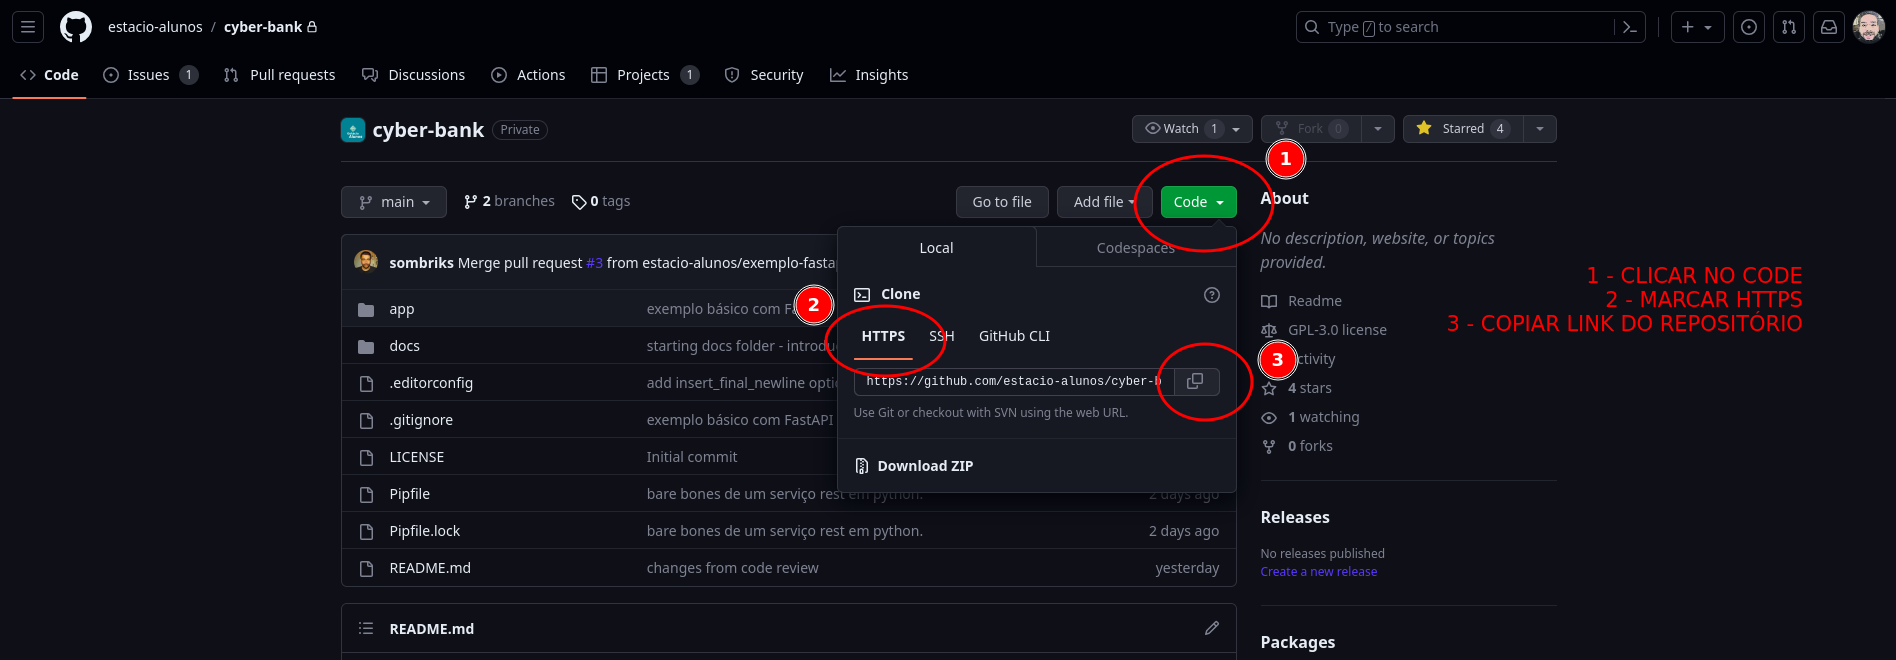 estacio-alunos / cyber-bank
Type / to search
Code
Issues 1
Pull requests
Discussions
Actions
Projects 1
Security
Insights
cyber-bank Private
Watch 1
Fork 0
Starred 4
1
main
2 branches
0 tags
Go to file
Add file
Code
About
No description, website, or topics
provided.
Readme
GPL-3.0 license
ctivity
4 stars
1 watching
0 forks
1 - CLICAR NO CODE
2 - MARCAR HTTPS
3 - COPIAR LINK DO REPOSITÓRIO
Local
Codespaces
Clone
2
HTTPS
SSH
GitHub CLI
3
https://github.com/estacio-alunos/cyber-b
Use Git or checkout with SVN using the web URL.
Download ZIP
sombriks Merge pull request #3 from estacio-alunos/exemplo-fasta
app exemplo básico com Fa
docs starting docs folder - introdu
.editorconfig add insert_final_newline optio
.gitignore exemplo básico com FastAPI
LICENSE Initial commit
Pipfile bare bones de um serviço rest em python. 2 days ago
Pipfile.lock bare bones de um serviço rest em python. 2 days ago
README.md changes from code review yesterday
README.md
Releases
No releases published
Create a new release
Packages